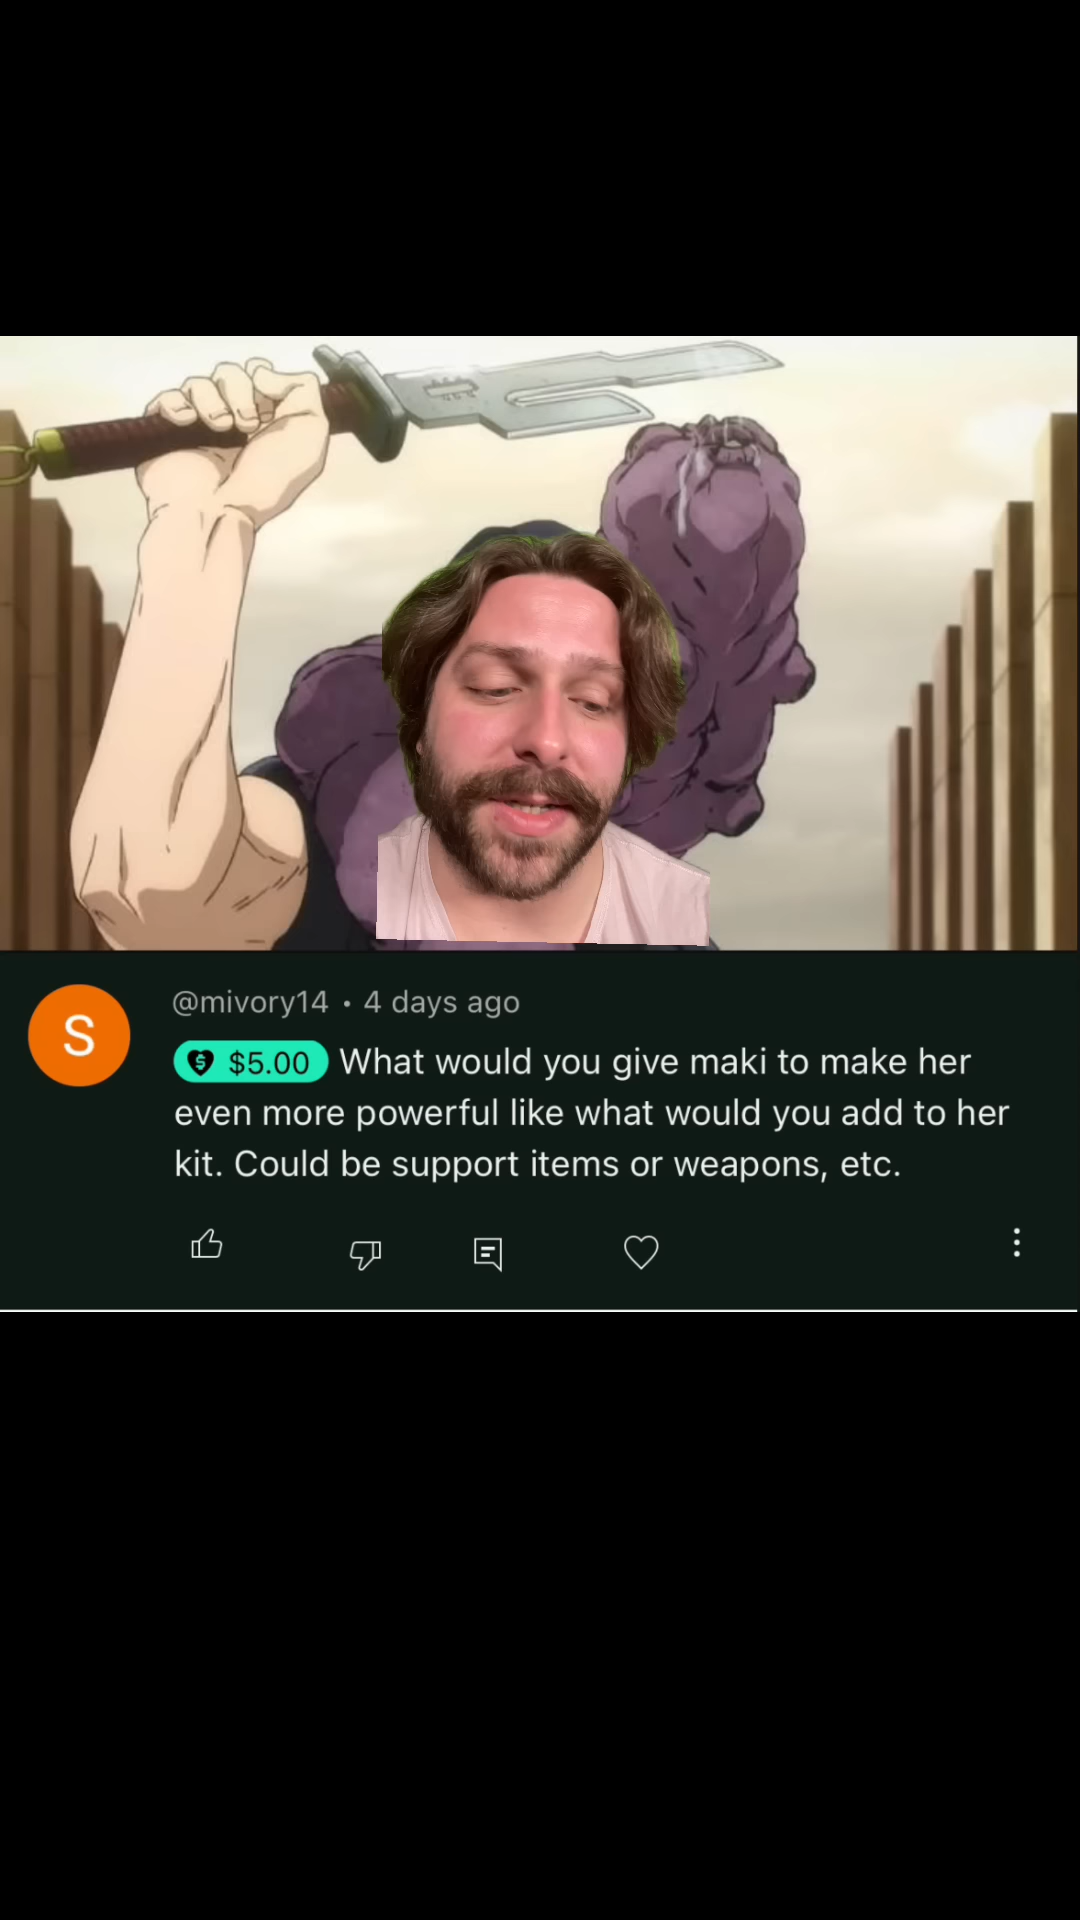 S
@mivory14 • 4 days ago
$5.00 What would you give maki to make her
even more powerful like what would you add to her
kit. Could be support items or weapons, etc.